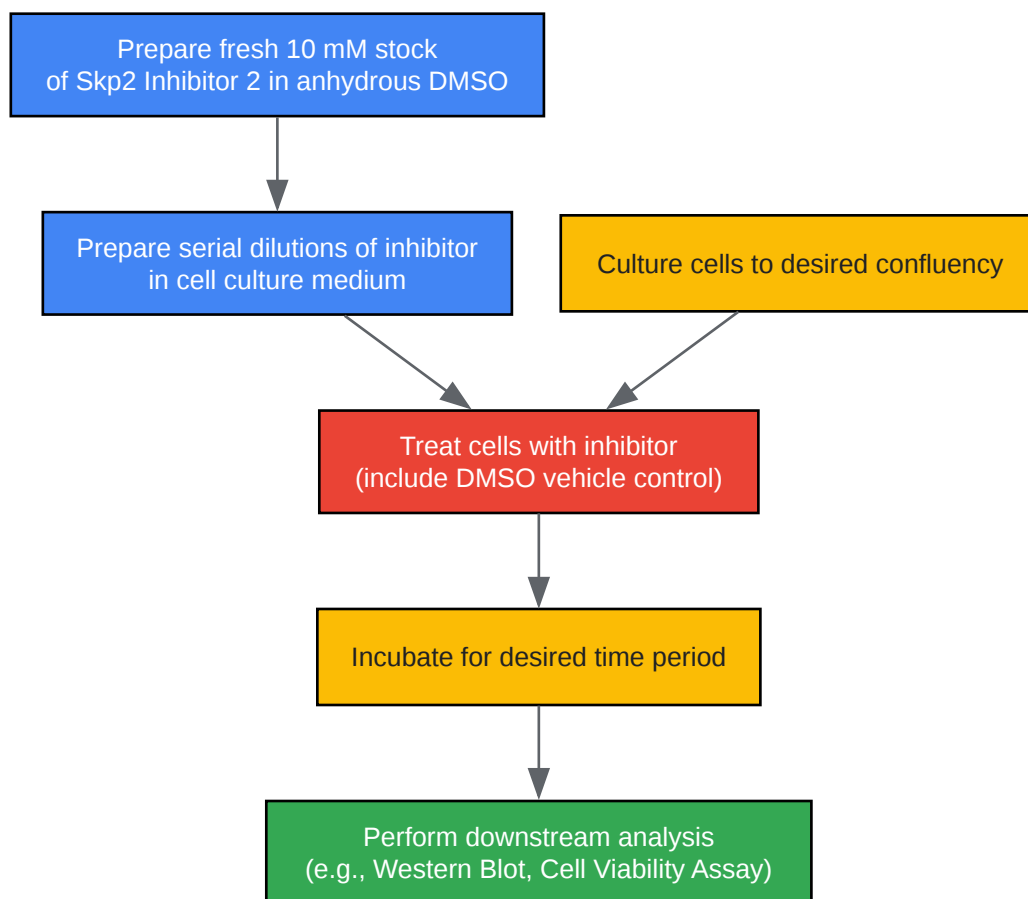 Prepare fresh 10 mM stock
of Skp2 Inhibitor 2 in anhydrous DMSO
Prepare serial dilutions of inhibitor
in cell culture medium
Culture cells to desired confluency
Treat cells with inhibitor
(include DMSO vehicle control)
Incubate for desired time period
Perform downstream analysis
(e.g., Western Blot, Cell Viability Assay)